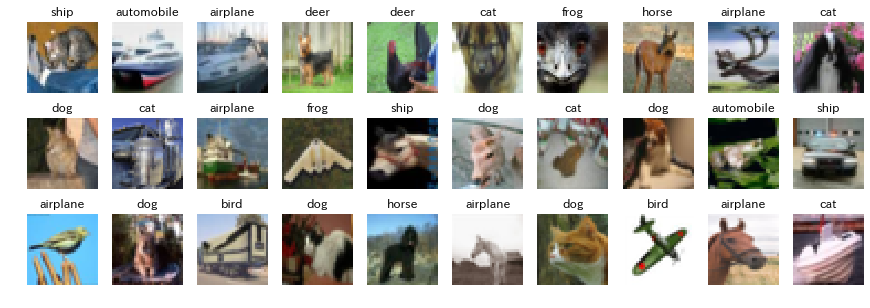 ship automobile airplane deer deer cat frog horse airplane cat
dog cat airplane frog ship dog cat dog automobile ship
airplane dog bird dog horse airplane dog bird airplane cat